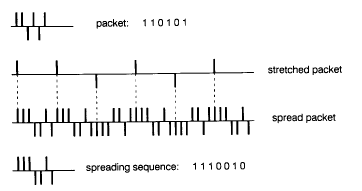 packet: 1 1 0 1 0 1
stretched packet
spread packet
spreading sequence: 1 1 1 0 0 1 0